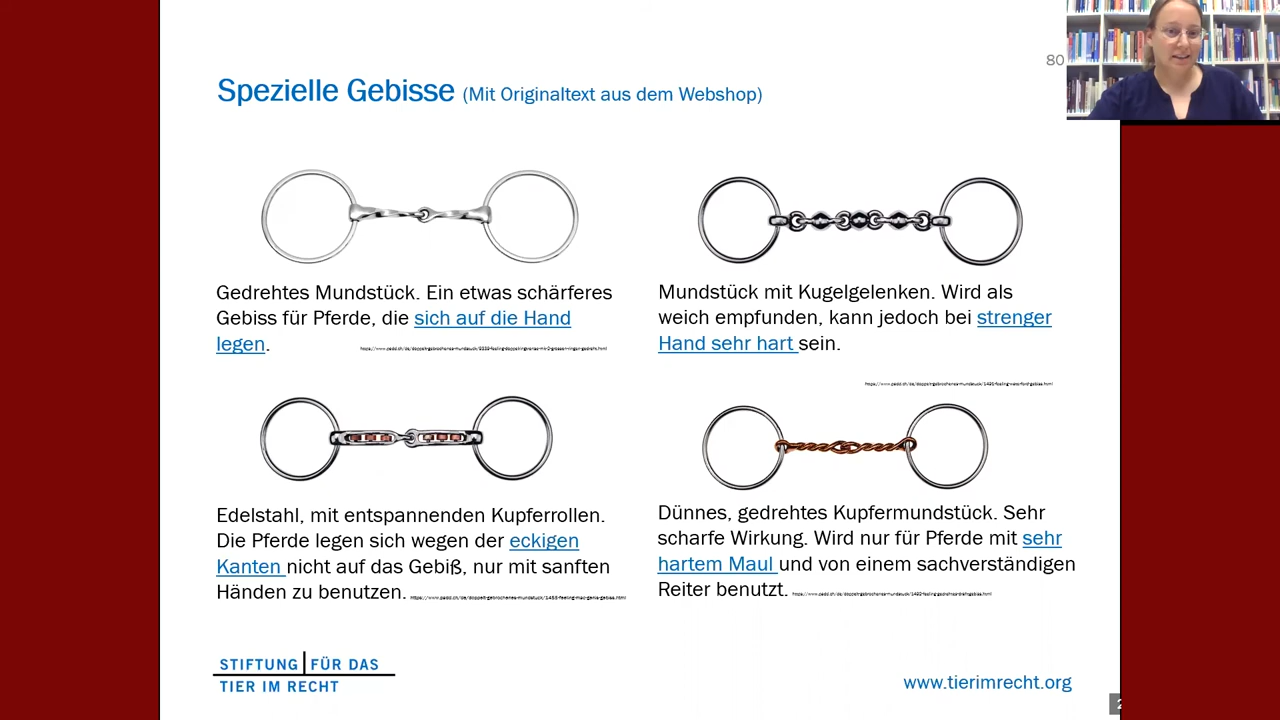 80
Spezielle Gebisse (Mit Originaltext aus dem Webshop)
Gedrehtes Mundstück. Ein etwas schärferes
Gebiss für Pferde, die sich auf die Hand
legen.
Mundstück mit Kugelgelenken. Wird als
weich empfunden, kann jedoch bei strenger
Hand sehr hart sein.
Edelstahl, mit entspannenden Kupferrollen.
Die Pferde legen sich wegen der eckigen
Kanten nicht auf das Gebiß, nur mit sanften
Händen zu benutzen.
Dünnes, gedrehtes Kupfermundstück. Sehr
scharfe Wirkung. Wird nur für Pferde mit sehr
hartem Maul und von einem sachverständigen
Reiter benutzt.
STIFTUNG FÜR DAS
TIER IM RECHT
www.tierimrecht.org